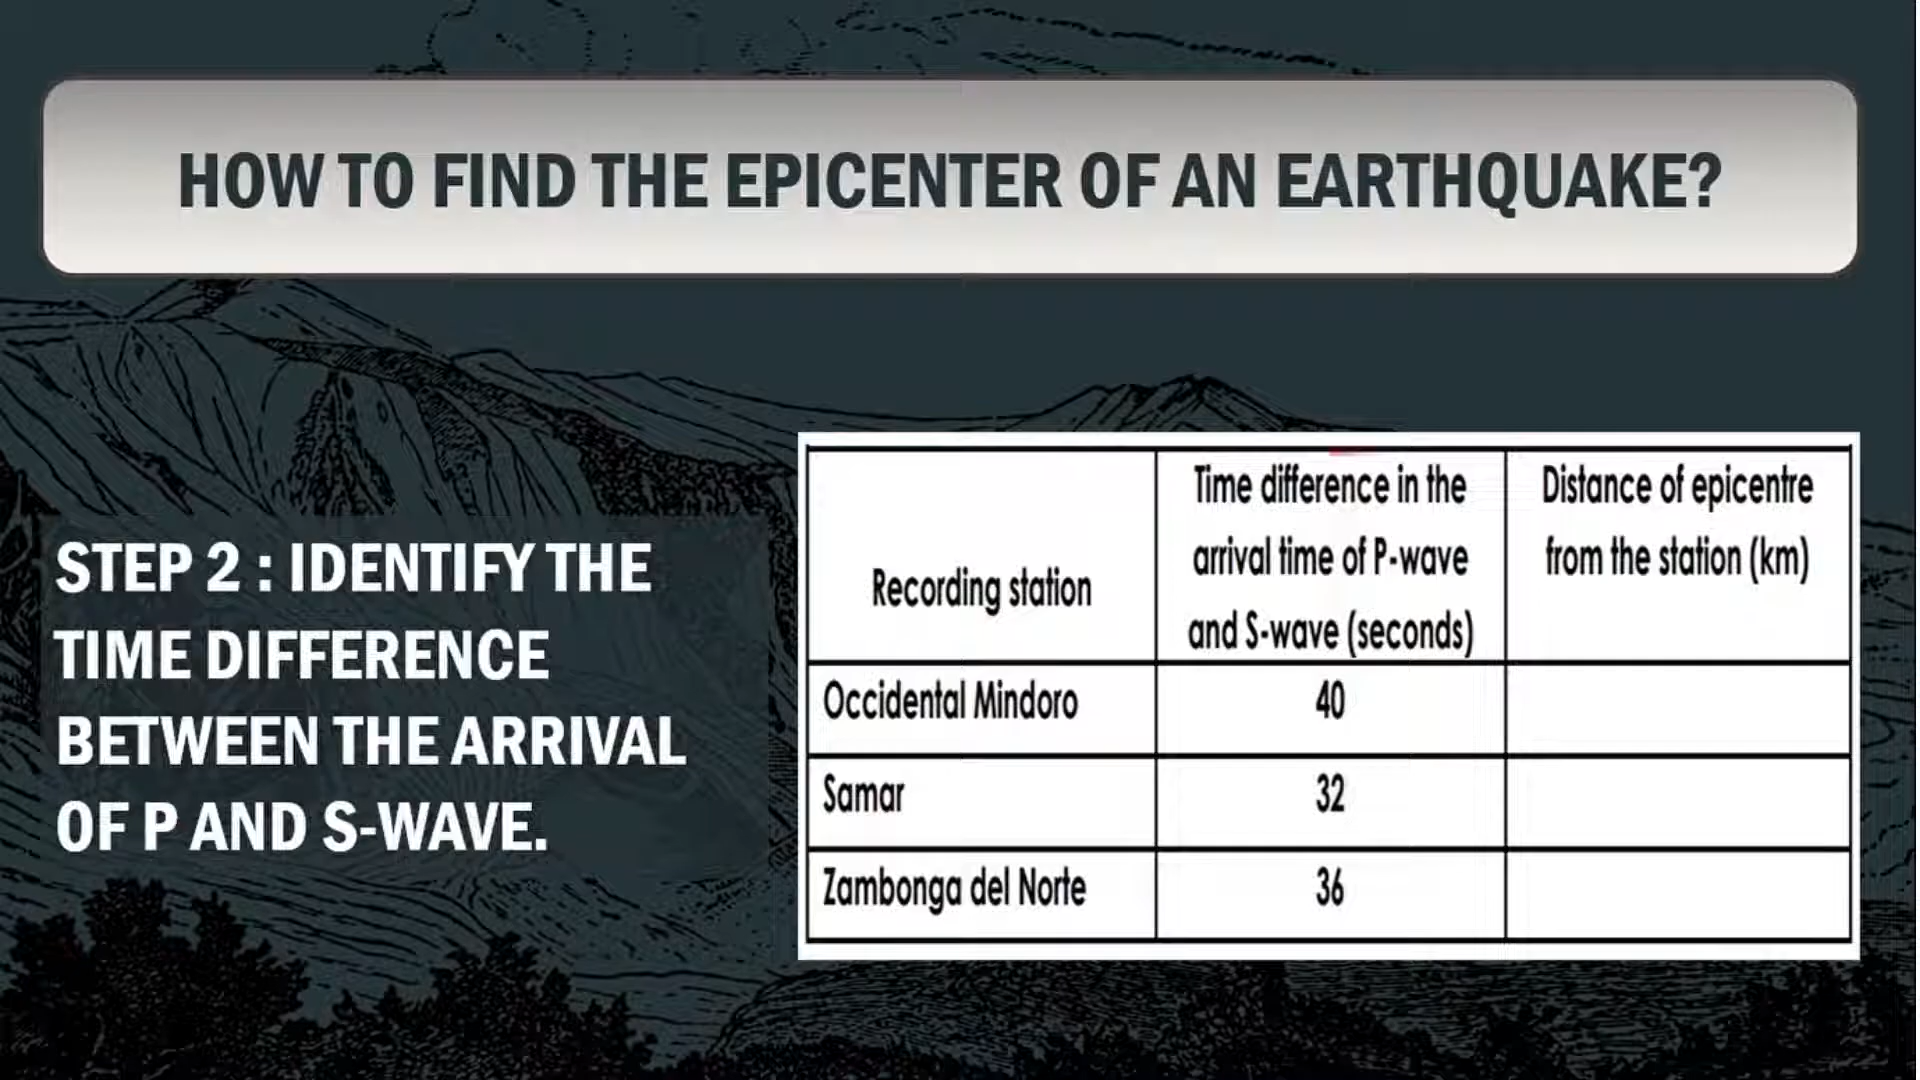 HOW TO FIND THE EPICENTER OF AN EARTHQUAKE?
STEP 2 : IDENTIFY THE
TIME DIFFERENCE
BETWEEN THE ARRIVAL
OF P AND S-WAVE.
Recording station
Time difference in the
arrival time of P-wave
and S-wave (seconds)
Distance of epicentre
from the station (km)
Occidental Mindoro
40
Samar
32
Zambonga del Norte
36